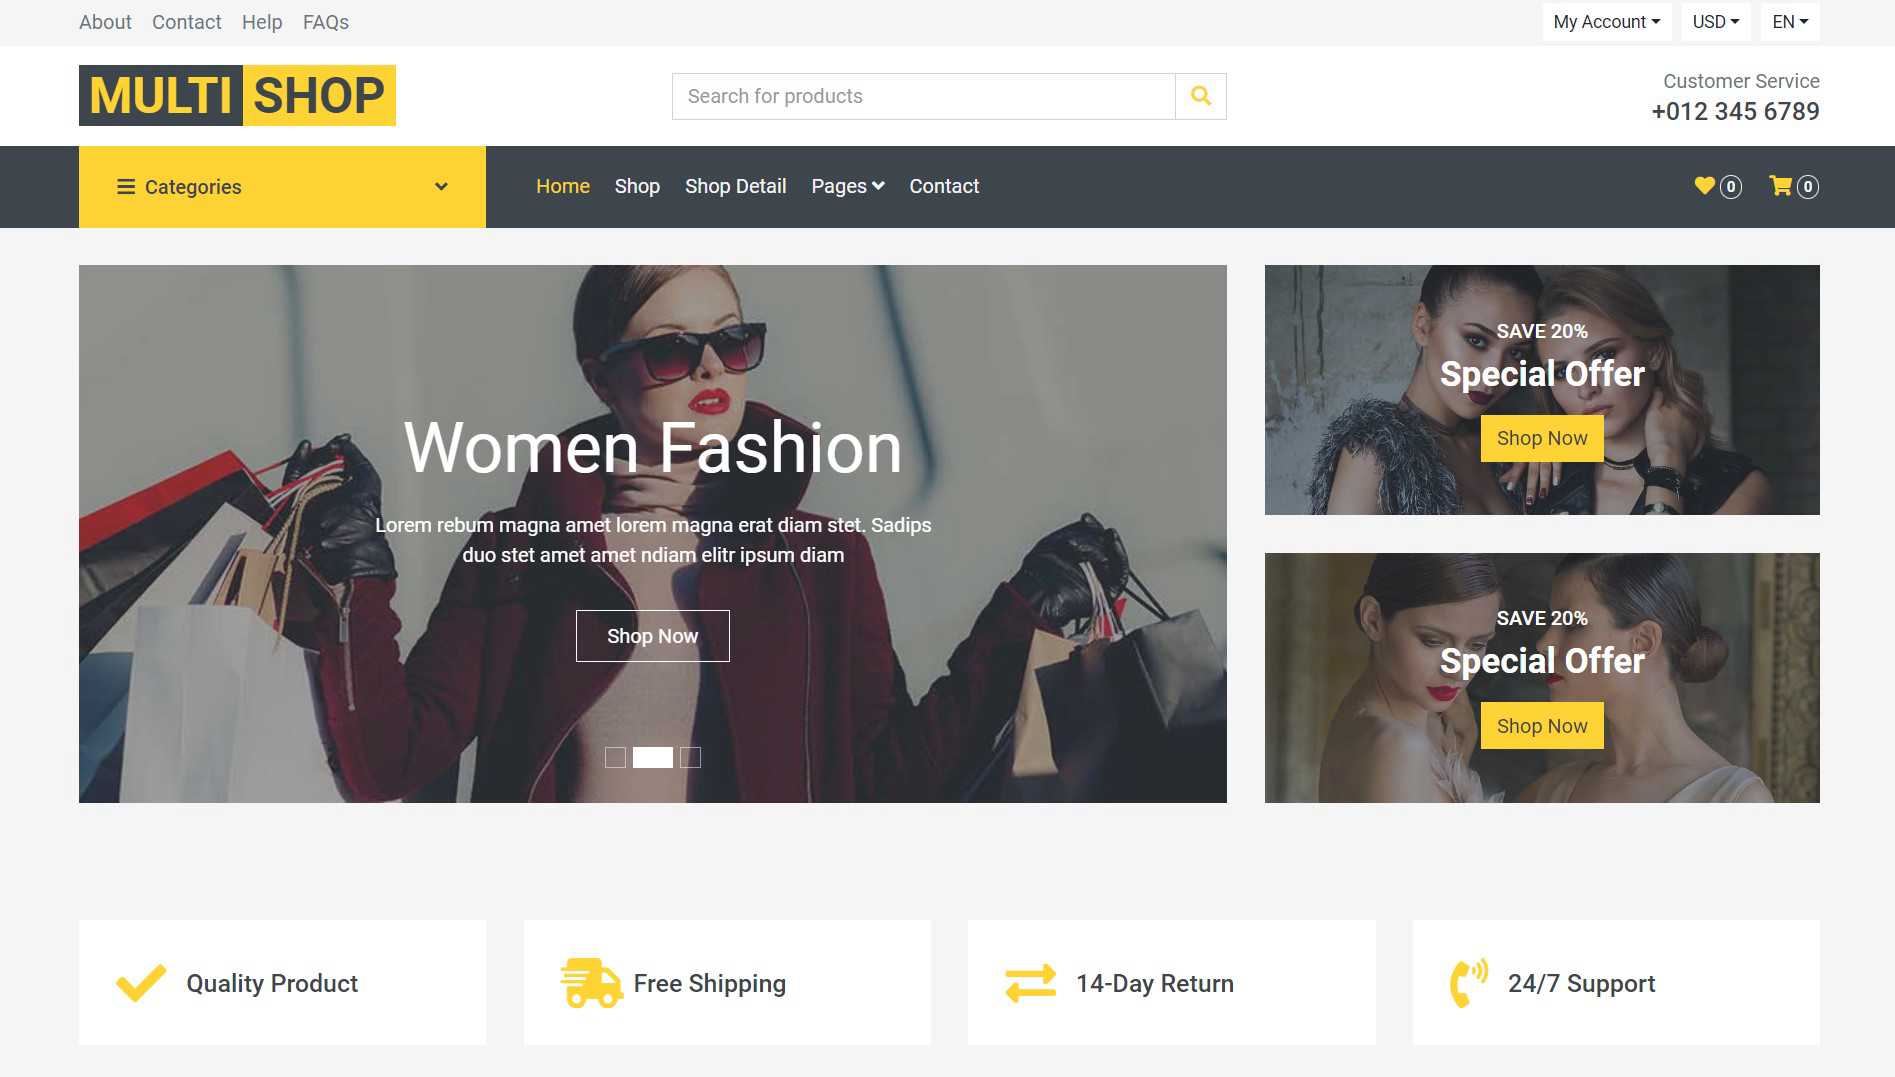 About Contact Help FAQs
My Account USD EN
MULTI SHOP
Search for products
Customer Service
+012 345 6789
Categories
Home Shop Shop Detail Pages Contact
0 0
Women Fashion
Lorem rebum magna amet lorem magna erat diam stet. Sadips
duo stet amet amet ndiam elitr ipsum diam
Shop Now
SAVE 20%
Special Offer
Shop Now
SAVE 20%
Special Offer
Shop Now
Quality Product
Free Shipping
14-Day Return
24/7 Support